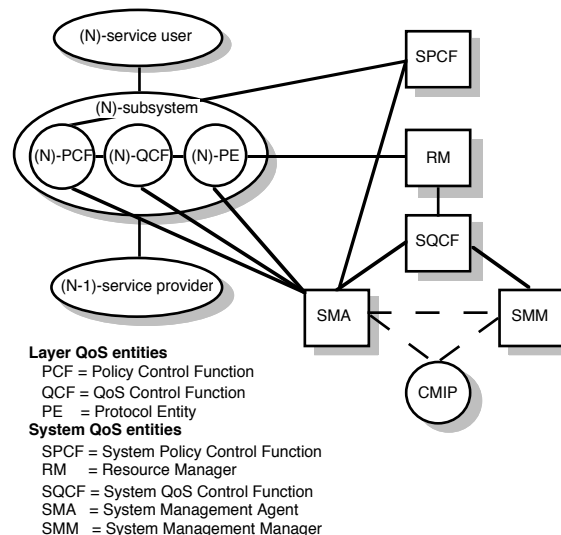 (N)-service user
SPCF
(N)-subsystem
(N)-PCF
(N)-QCF
(N)-PE
RM
SQCF
(N-1)-service provider
SMA
SMM
CMIP
Layer QoS entities
PCF = Policy Control Function
QCF = QoS Control Function
PE = Protocol Entity
System QoS entities
SPCF = System Policy Control Function
RM = Resource Manager
SQCF = System QoS Control Function
SMA = System Management Agent
SMM = System Management Manager